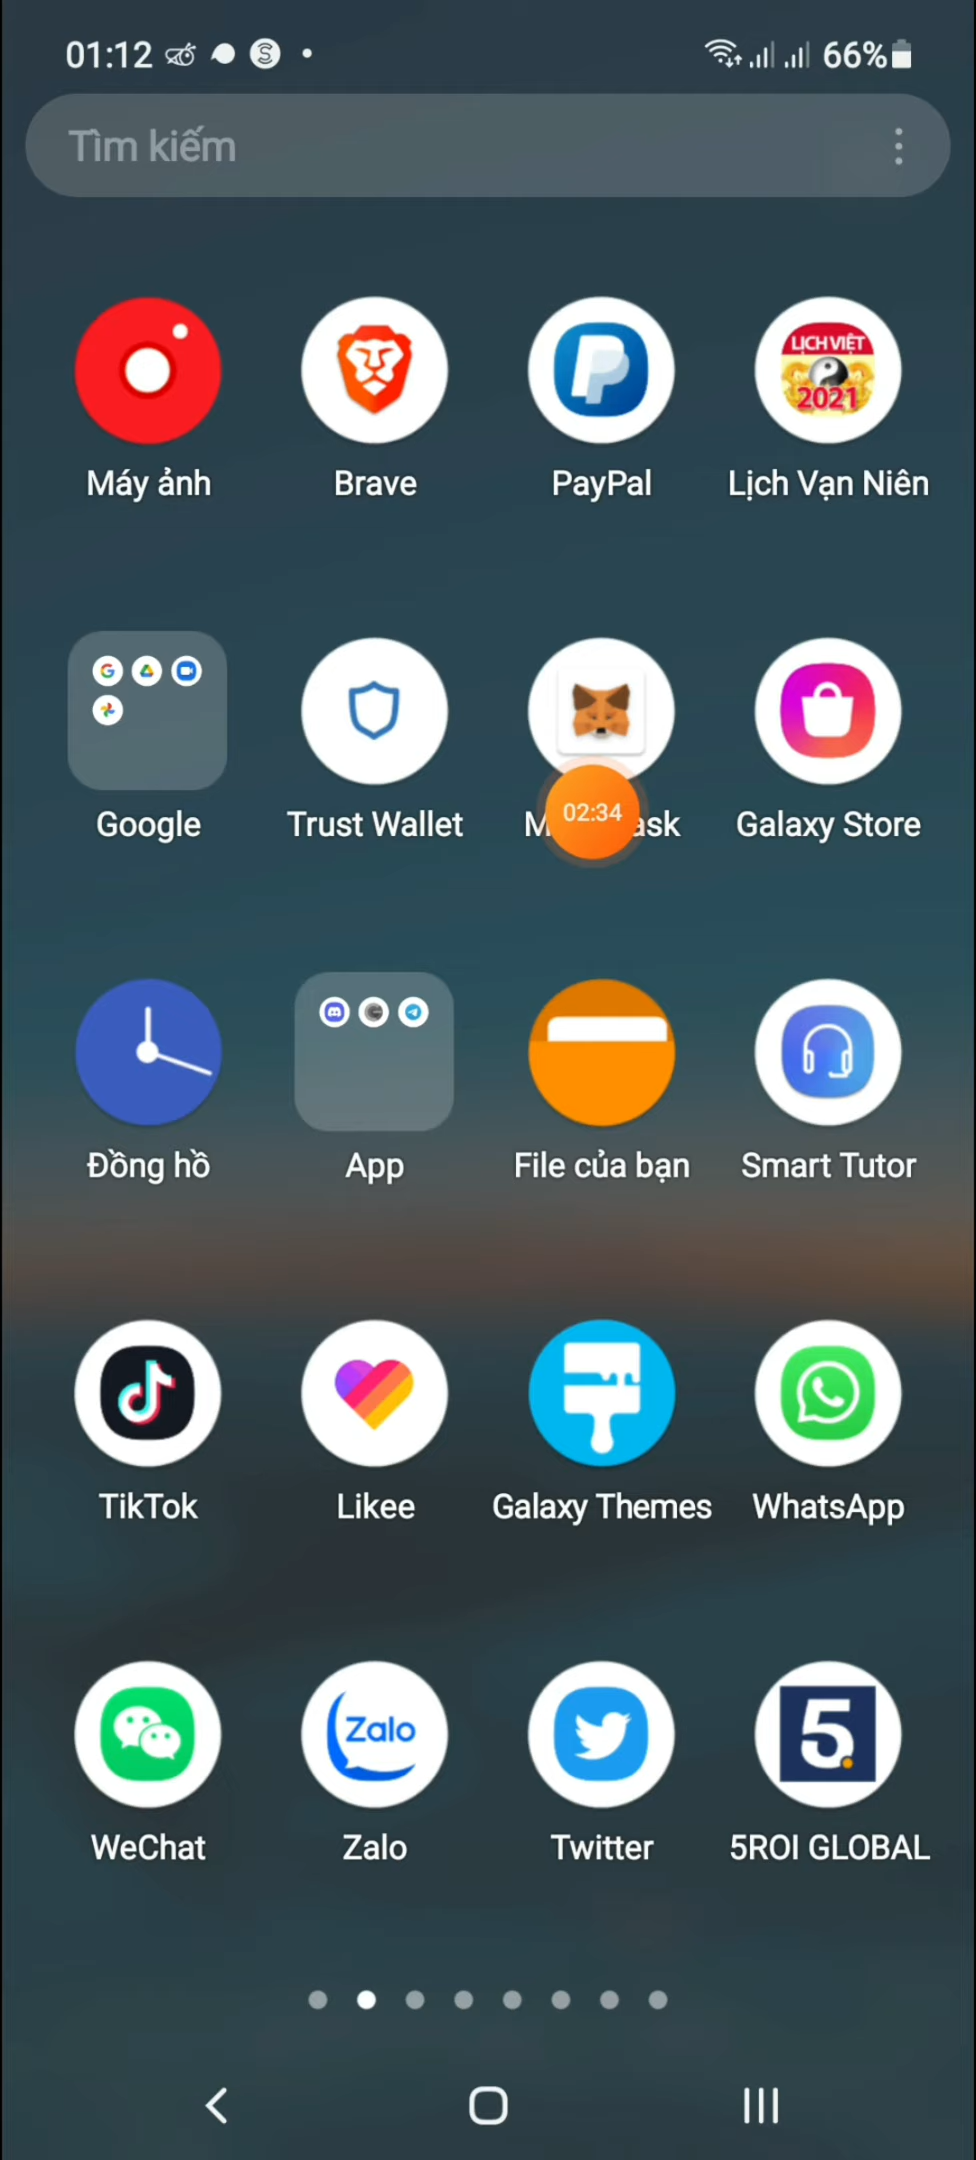 01:12 66%
Tìm kiếm
LỊCH VIỆT
2021
Máy ảnh Brave PayPal Lịch Vạn Niên
02:34
Google Trust Wallet M ask Galaxy Store
Đồng hồ App File của bạn Smart Tutor
TikTok Likee Galaxy Themes WhatsApp
Zalo 5
WeChat Zalo Twitter 5ROI GLOBAL